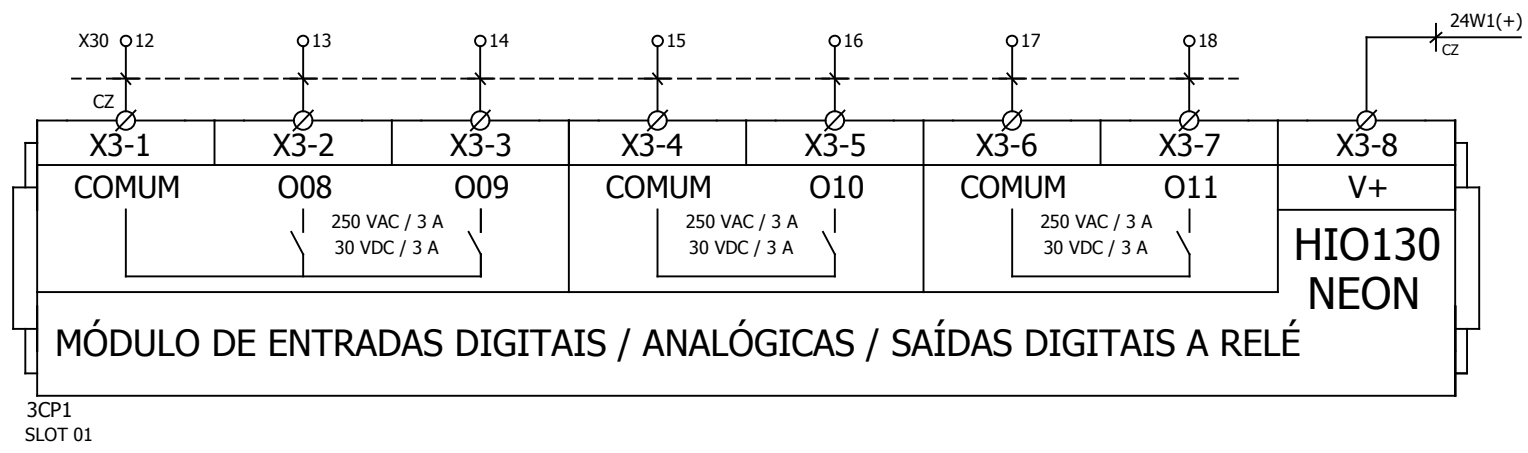 24W1(+)
X30 12 13 14 15 16 17 18
CZ
CZ
X3-1 X3-2 X3-3 X3-4 X3-5 X3-6 X3-7 X3-8
COMUM O08 O09 COMUM O10 COMUM O11 V+
250 VAC / 3 A 250 VAC / 3 A 250 VAC / 3 A
30 VDC / 3 A 30 VDC / 3 A 30 VDC / 3 A
HIO130
NEON
MÓDULO DE ENTRADAS DIGITAIS / ANALÓGICAS / SAÍDAS DIGITAIS A RELÉ
3CP1
SLOT 01